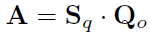 A = S_q · Q_o